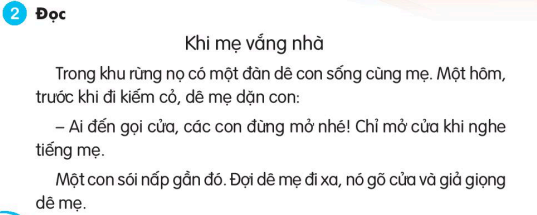 2 Đọc
Khi mẹ vắng nhà
Trong khu rừng nọ có một đàn dê con sống cùng mẹ. Một hôm,
trước khi đi kiếm cỏ, dê mẹ dặn con:
– Ai đến gọi cửa, các con đừng mở nhé! Chỉ mở cửa khi nghe
tiếng mẹ.
Một con sói nấp gần đó. Đợi dê mẹ đi xa, nó gõ cửa và giả giọng
dê mẹ.